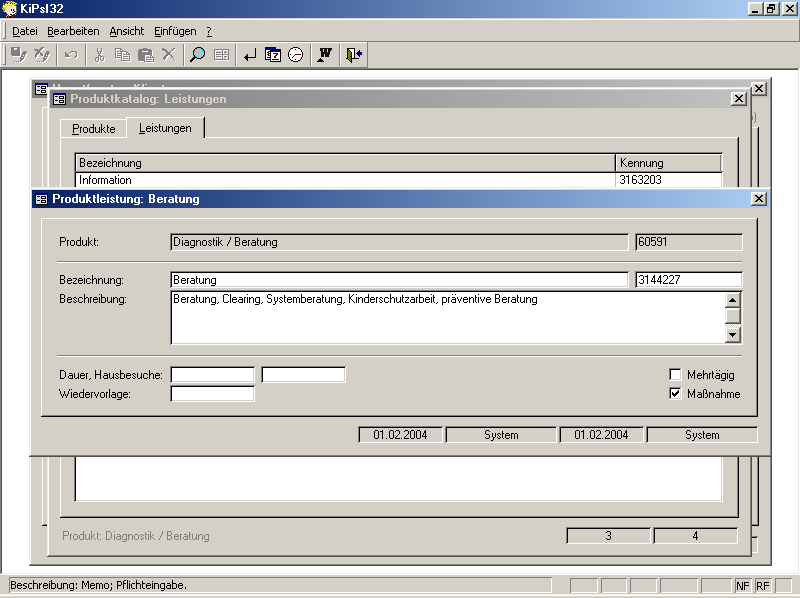 KiPsI32
Datei Bearbeiten Ansicht Einfügen ?
Produktkatalog: Leistungen
Produkte Leistungen
Bezeichnung Kennung
Information 3163203
Produktleistung: Beratung
Produkt: Diagnostik / Beratung 60591
Bezeichnung: Beratung 3144227
Beschreibung: Beratung, Clearing, Systemberatung, Kinderschutzarbeit, präventive Beratung
Dauer, Hausbesuche: Mehrtägig
Wiedervorlage: Maßnahme
01.02.2004 System 01.02.2004 System
Produkt: Diagnostik / Beratung 3 4
Beschreibung: Memo; Pflichteingabe. NF RF